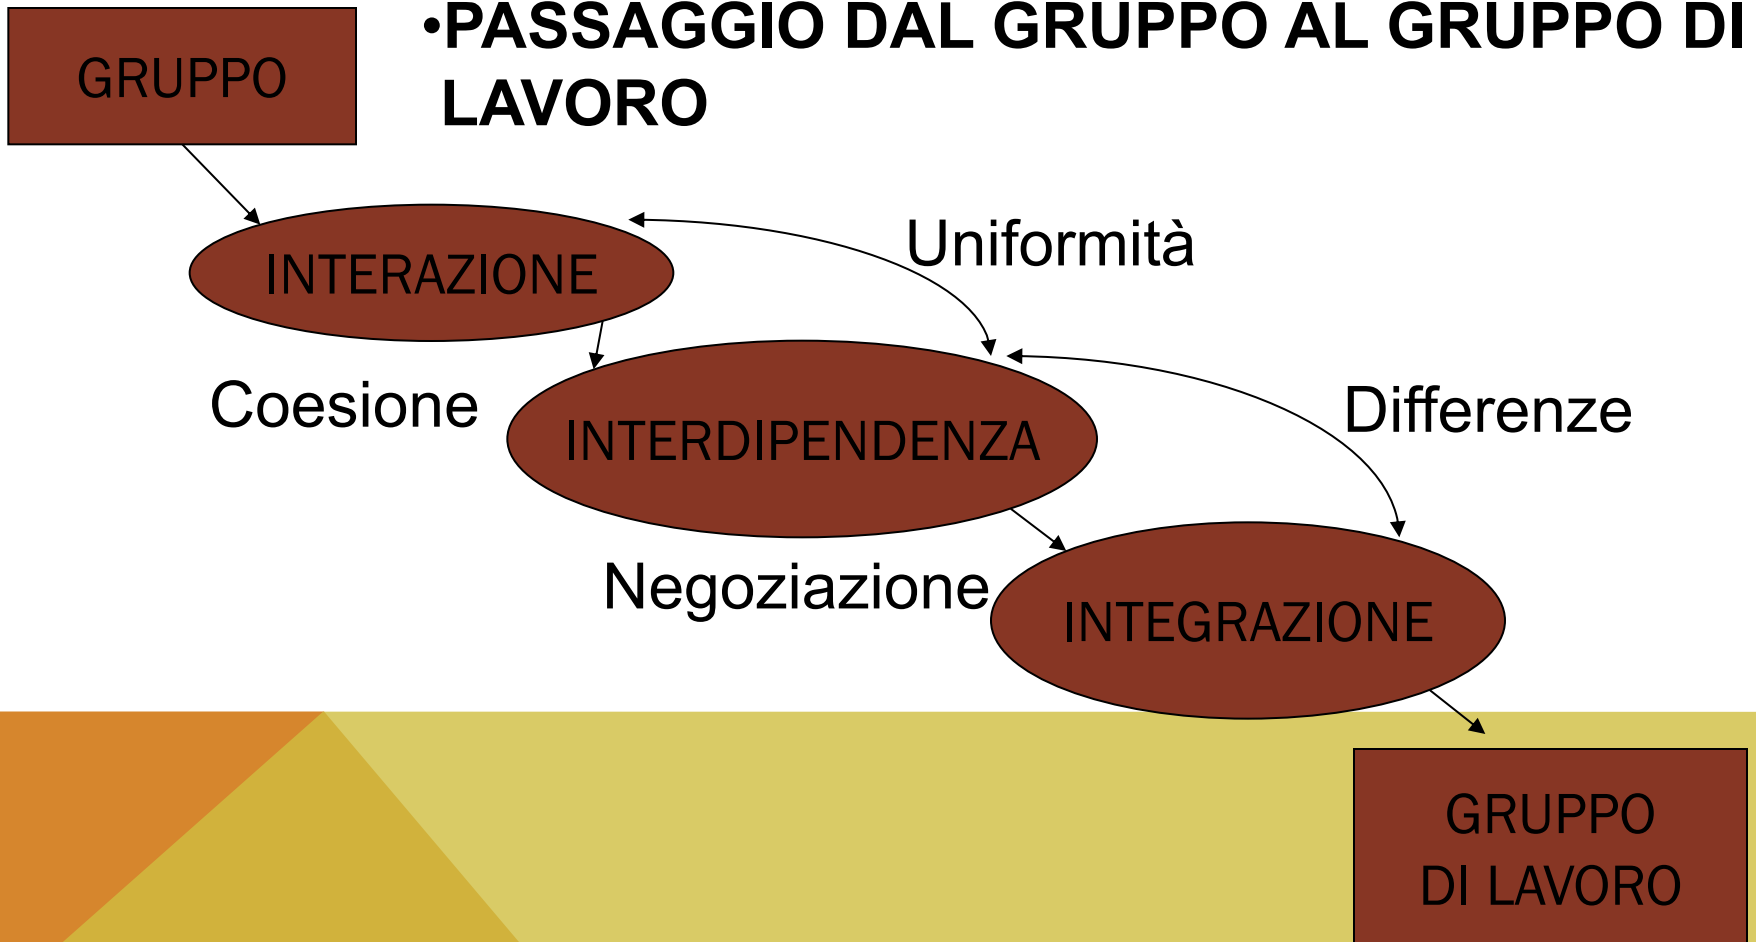 GRUPPO
•PASSAGGIO DAL GRUPPO AL GRUPPO DI
LAVORO
INTERAZIONE
Uniformità
Coesione
INTERDIPENDENZA
Differenze
Negoziazione
INTEGRAZIONE
GRUPPO
DI LAVORO